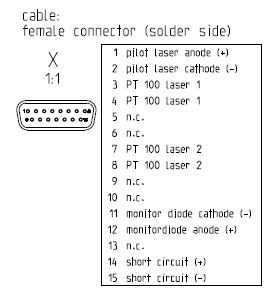 cable:
female connector (solder side)
X
1:1
1 pilot laser anode (+)
2 pilot laser cathode (-)
3 PT 100 laser 1
4 PT 100 laser 1
5 n.c.
6 n.c.
7 PT 100 laser 2
8 PT 100 laser 2
9 n.c.
10 n.c.
11 monitor diode cathode (-)
12 monitordiode anode (+)
13 n.c.
14 short circuit (+)
15 short circuit (-)